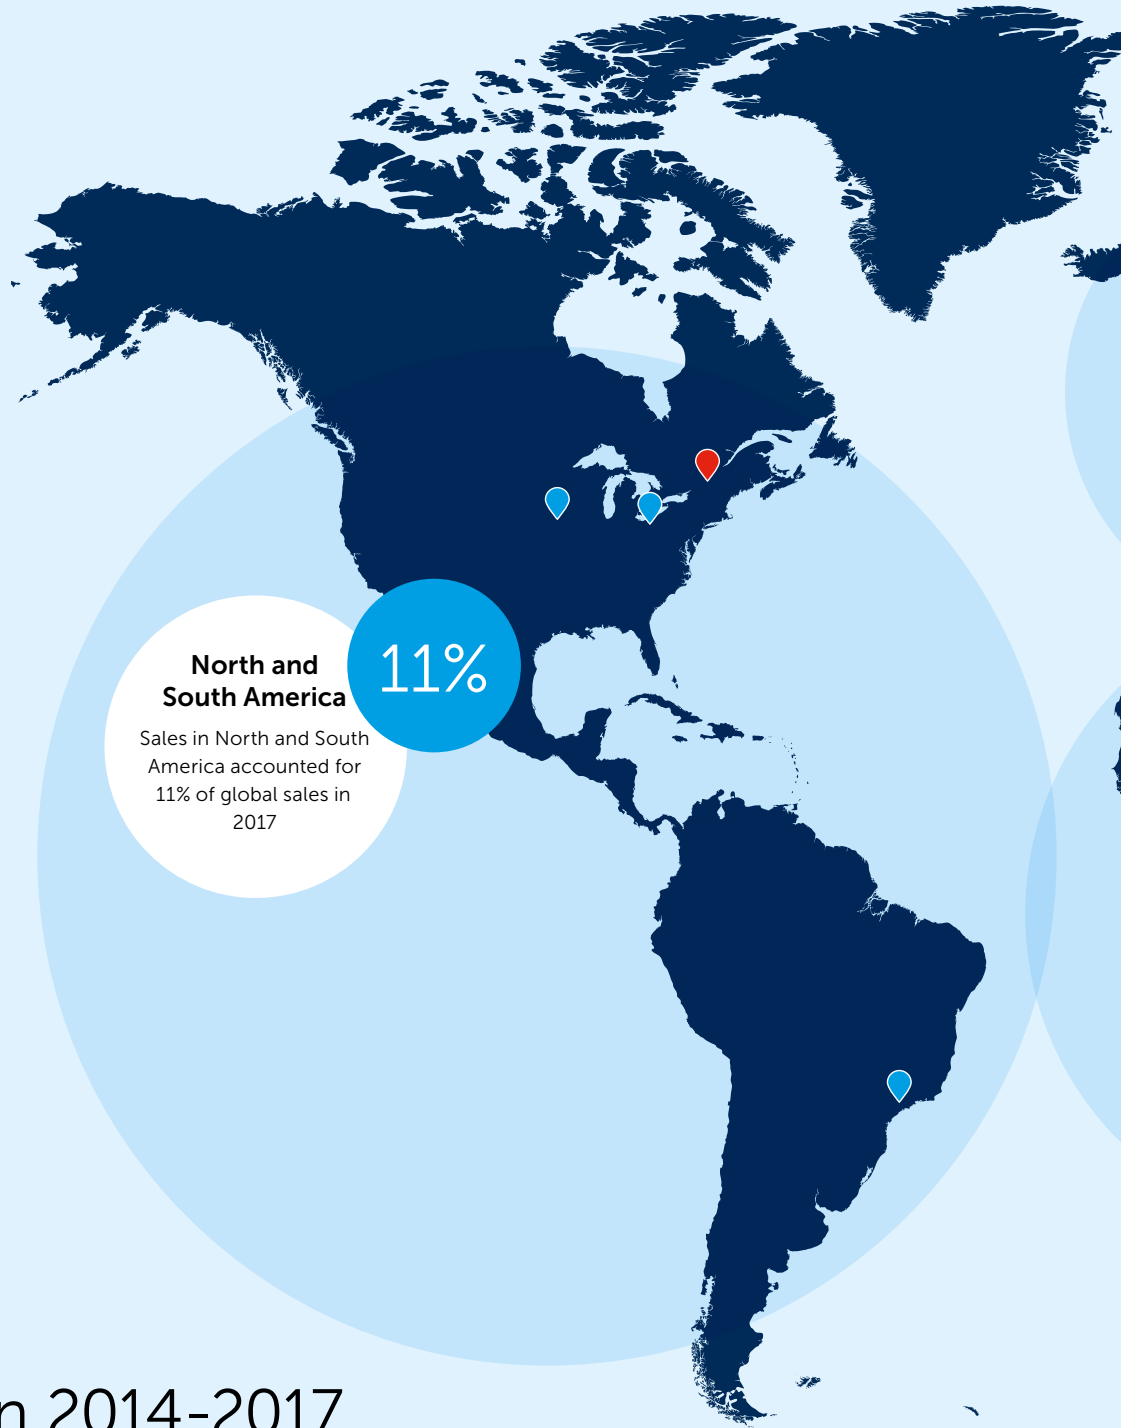 North and
South America
11%
Sales in North and South
America accounted for
11% of global sales in
2017
2014-2017